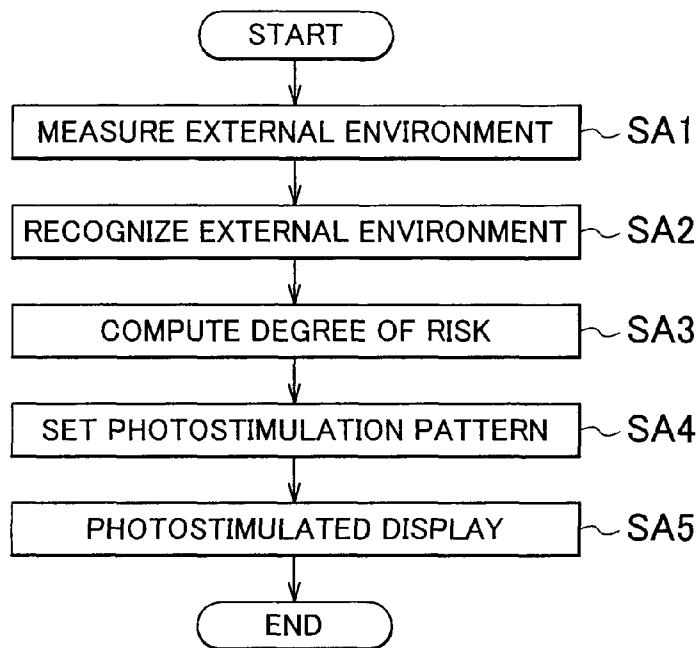 START
MEASURE EXTERNAL ENVIRONMENT SA1
RECOGNIZE EXTERNAL ENVIRONMENT SA2
COMPUTE DEGREE OF RISK SA3
SET PHOTOSTIMULATION PATTERN SA4
PHOTOSTIMULATED DISPLAY SA5
END